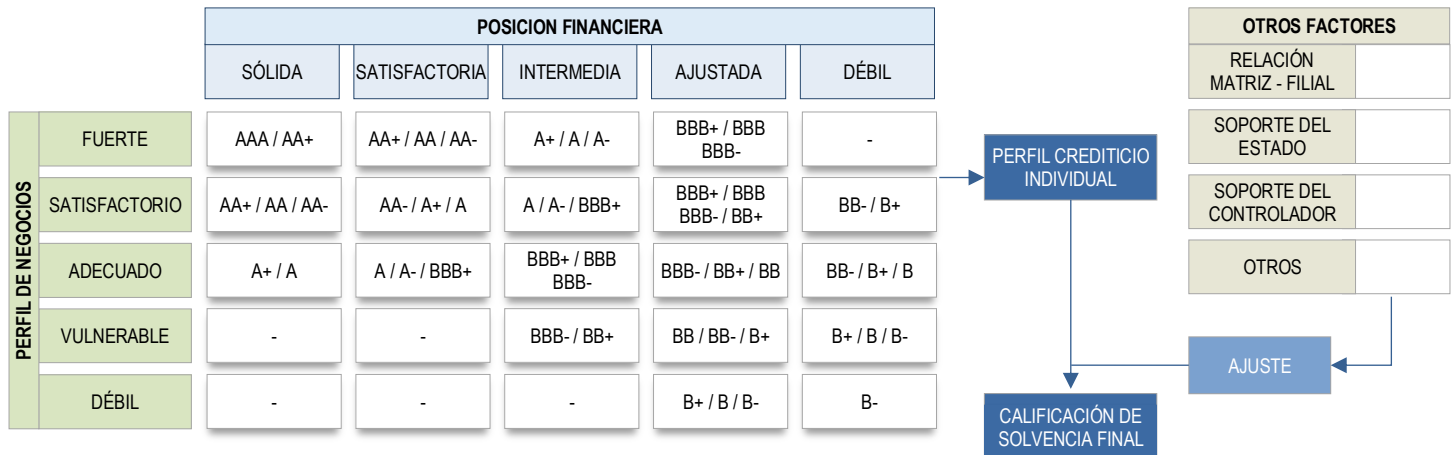 POSICION FINANCIERA
SÓLIDA
SATISFACTORIA
INTERMEDIA
AJUSTADA
DÉBIL
PERFIL DE NEGOCIOS
FUERTE
AAA / AA+
AA+ / AA / AA-
A+ / A / A-
BBB+ / BBB
BBB-
-
SATISFACTORIO
AA+ / AA / AA-
AA- / A+ / A
A / A- / BBB+
BBB+ / BBB
BBB- / BB+
BB- / B+
ADECUADO
A+ / A
A / A- / BBB+
BBB+ / BBB
BBB-
BBB- / BB+ / BB
BB- / B+ / B
VULNERABLE
-
-
BBB- / BB+
BB / BB- / B+
B+ / B / B-
DÉBIL
-
-
-
B+ / B / B-
B-
PERFIL CREDITICIO
INDIVIDUAL
OTROS FACTORES
RELACIÓN
MATRIZ - FILIAL
SOPORTE DEL
ESTADO
SOPORTE DEL
CONTROLADOR
OTROS
AJUSTE
CALIFICACIÓN DE
SOLVENCIA FINAL